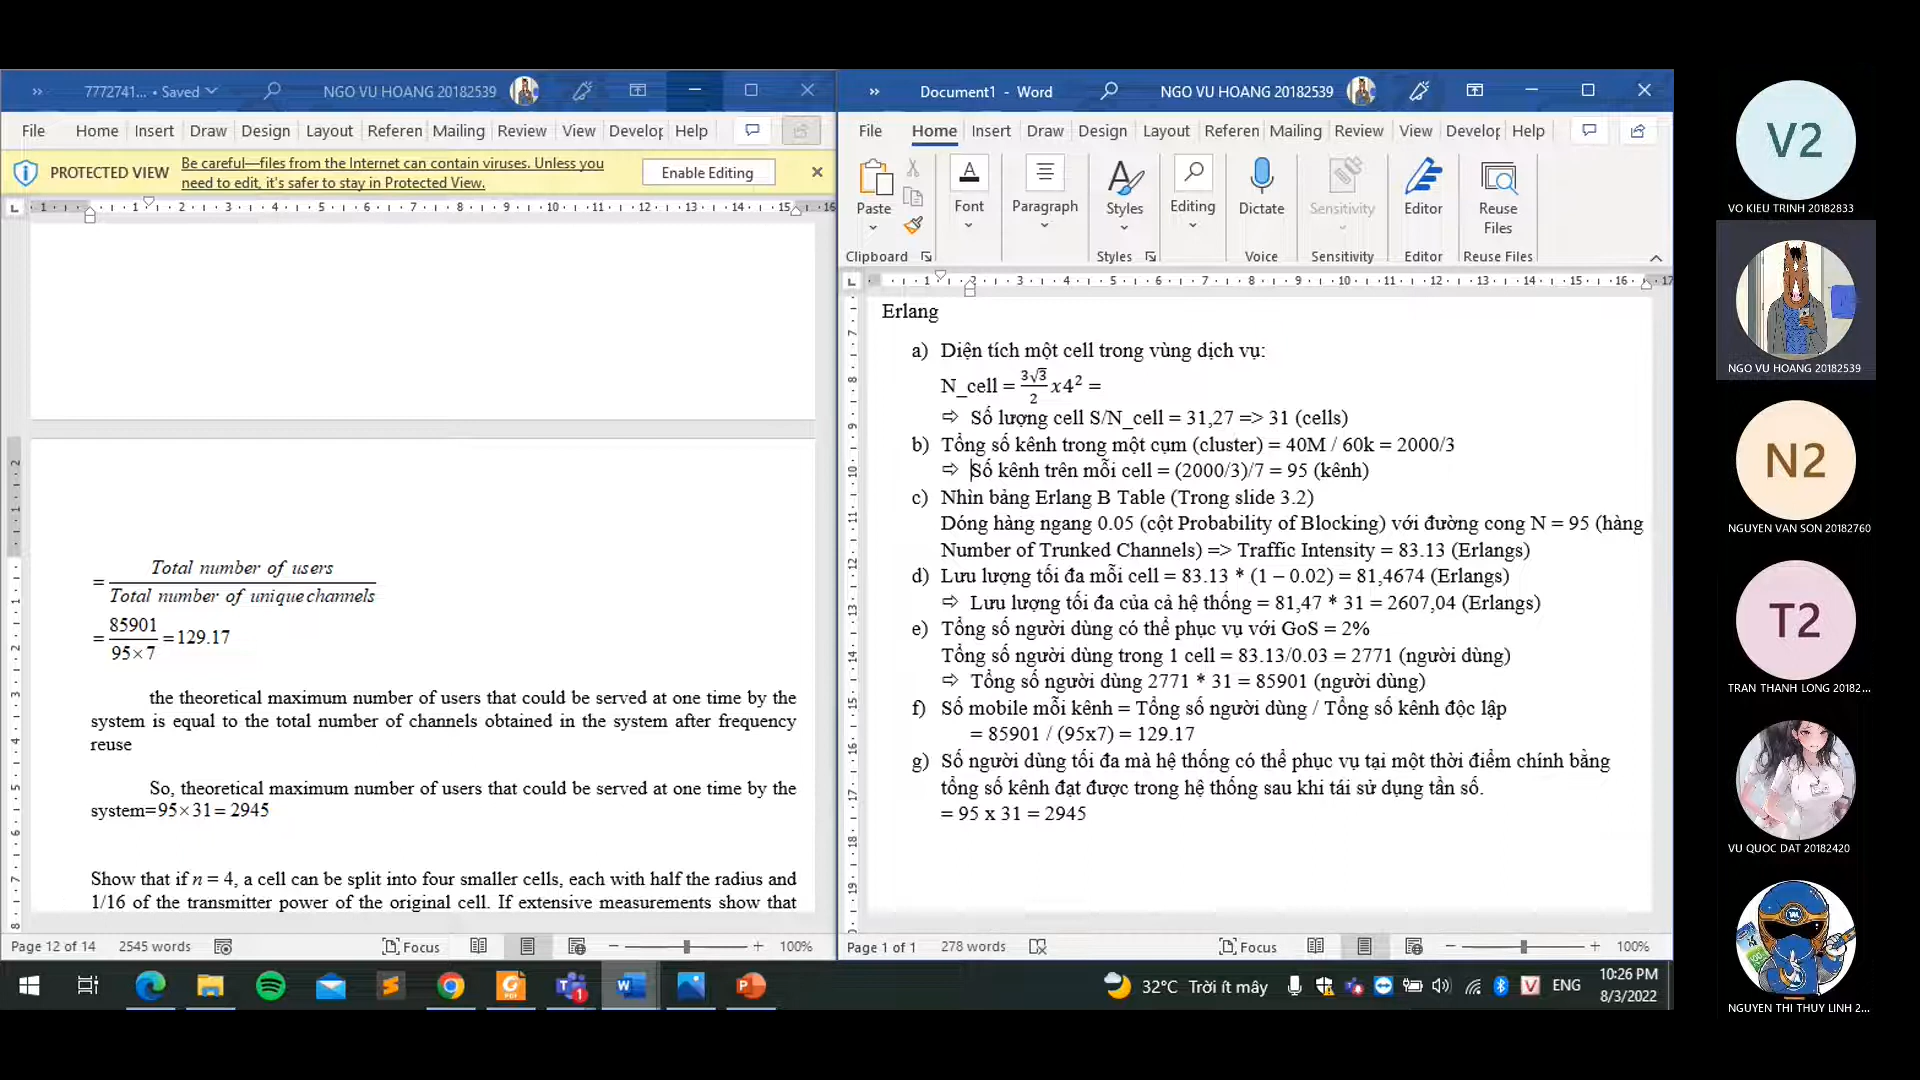 7772741... • Saved
NGO VU HOANG 20182539
File Home Insert Draw Design Layout Referen Mailing Review View Develop Help
PROTECTED VIEW Be careful—files from the Internet can contain viruses. Unless you need to edit, it's safer to stay in Protected View. Enable Editing
= Total number of users
Total number of unique channels
= 85901
95×7
=129.17
the theoretical maximum number of users that could be served at one time by the
system is equal to the total number of channels obtained in the system after frequency
reuse
So, theoretical maximum number of users that could be served at one time by the
system=95×31= 2945
Show that if n = 4, a cell can be split into four smaller cells, each with half the radius and
1/16 of the transmitter power of the original cell. If extensive measurements show that
Page 12 of 14 2545 words Focus 100%
Document1 - Word NGO VU HOANG 20182539
File Home Insert Draw Design Layout Referen Mailing Review View Develop Help
Paste Font Paragraph Styles Editing Dictate Sensitivity Editor Reuse Files
Clipboard Styles Voice Sensitivity Editor Reuse Files
Erlang
a) Diện tích một cell trong vùng dịch vụ:
N_cell = 3√3/2 x4² =
⇨ Số lượng cell S/N_cell = 31,27 => 31 (cells)
b) Tổng số kênh trong một cụm (cluster) = 40M / 60k = 2000/3
⇨ Số kênh trên mỗi cell = (2000/3)/7 = 95 (kênh)
c) Nhìn bảng Erlang B Table (Trong slide 3.2)
Dóng hàng ngang 0.05 (cột Probability of Blocking) với đường cong N = 95 (hàng
Number of Trunked Channels) => Traffic Intensity = 83.13 (Erlangs)
d) Lưu lượng tối đa mỗi cell = 83.13 * (1 – 0.02) = 81,4674 (Erlangs)
⇨ Lưu lượng tối đa của cả hệ thống = 81,47 * 31 = 2607,04 (Erlangs)
e) Tổng số người dùng có thể phục vụ với GoS = 2%
Tổng số người dùng trong 1 cell = 83.13/0.03 = 2771 (người dùng)
⇨ Tổng số người dùng 2771 * 31 = 85901 (người dùng)
f) Số mobile mỗi kênh = Tổng số người dùng / Tổng số kênh độc lập
= 85901 / (95x7) = 129.17
g) Số người dùng tối đa mà hệ thống có thể phục vụ tại một thời điểm chính bằng
tổng số kênh đạt được trong hệ thống sau khi tái sử dụng tần số.
= 95 x 31 = 2945
Page 1 of 1 278 words Focus 100%
32°C Trời ít mây ENG
10:26 PM
8/3/2022
V2
VO KIEU TRINH 20182833
NGO VU HOANG 20182539
N2
NGUYEN VAN SON 20182760
T2
TRAN THANH LONG 20182...
VU QUOC DAT 20182420
NGUYEN THI THUY LINH 2...